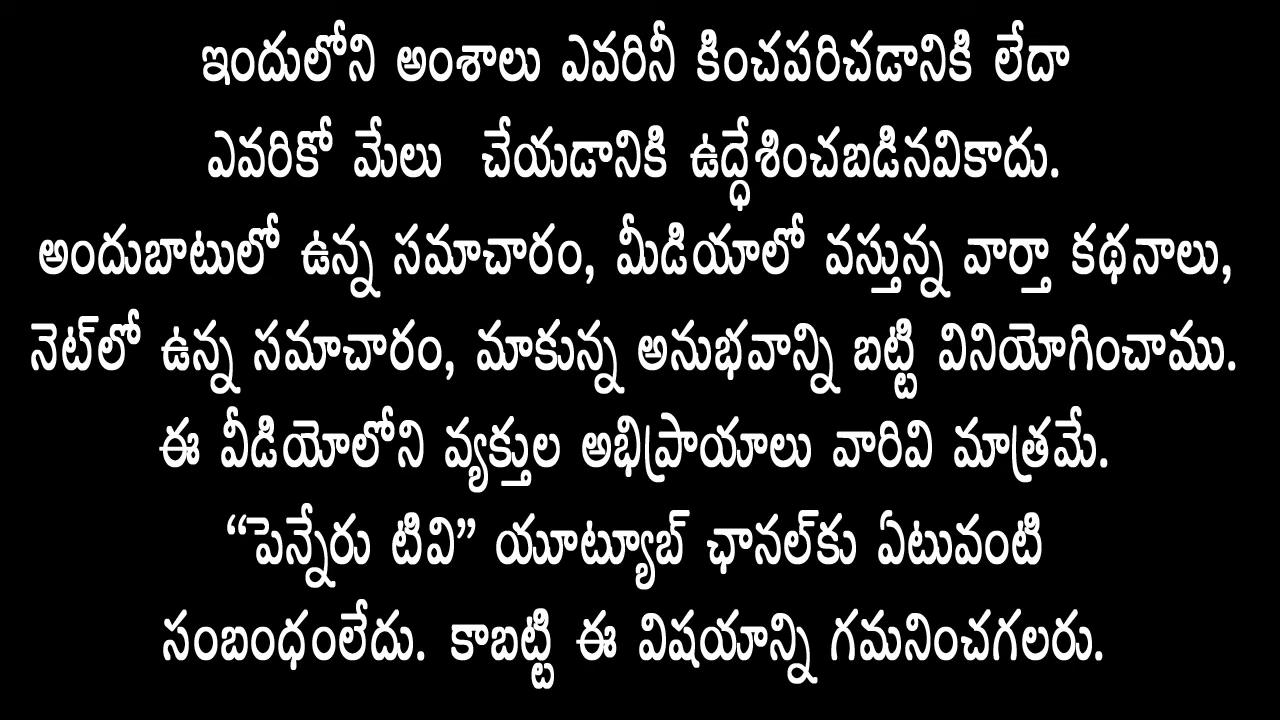 ఇందులోని అంశాలు ఎవరినీ కించపరిచడానికి లేదా
ఎవరికో మేలు చేయడానికి ఉద్ధేశించబడినవికాదు.
అందుబాటులో ఉన్న సమాచారం, మీడియాలో వస్తున్న వార్తా కథనాలు,
నెట్‌లో ఉన్న సమాచారం, మాకున్న అనుభవాన్ని బట్టి వినియోగించాము.
ఈ వీడియోలోని వ్యక్తుల అభిప్రాయాలు వారివి మాత్రమే.
“పెన్నేరు టివి” యూట్యూబ్ ఛానల్‌కు ఏటువంటి
సంబంధంలేదు. కాబట్టి ఈ విషయాన్ని గమనించగలరు.